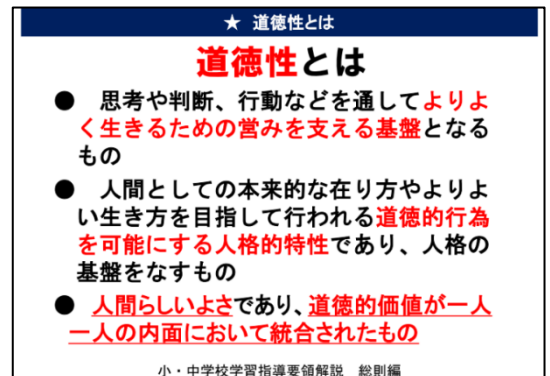 ★ 道徳性とは
道徳性とは
● 思考や判断、行動などを通してよりよ
く生きるための営みを支える基盤となる
もの
● 人間としての本来的な在り方やよりよ
い生き方を目指して行われる道徳的行為
を可能にする人格的特性であり、人格の
基盤をなすもの
● 人間らしいよさであり、道徳的価値が一人
一人の内面において統合されたもの
小・中学校学習指導要領解説 総則編